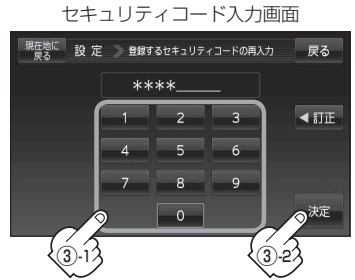 セキュリティコード入力画面
現在地に
戻る
設 定
登録するセキュリティコードの再入力
戻る
****____
1 2 3
◀訂正
4 5 6
7 8 9
0
決定
③-1
③-2